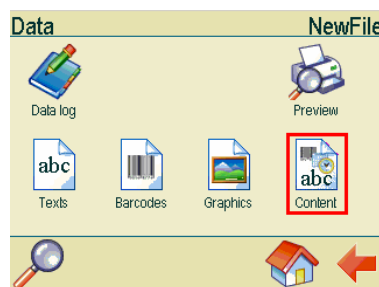 Data NewFile
Data log Preview
abc abc
Texts Barcodes Graphics Content